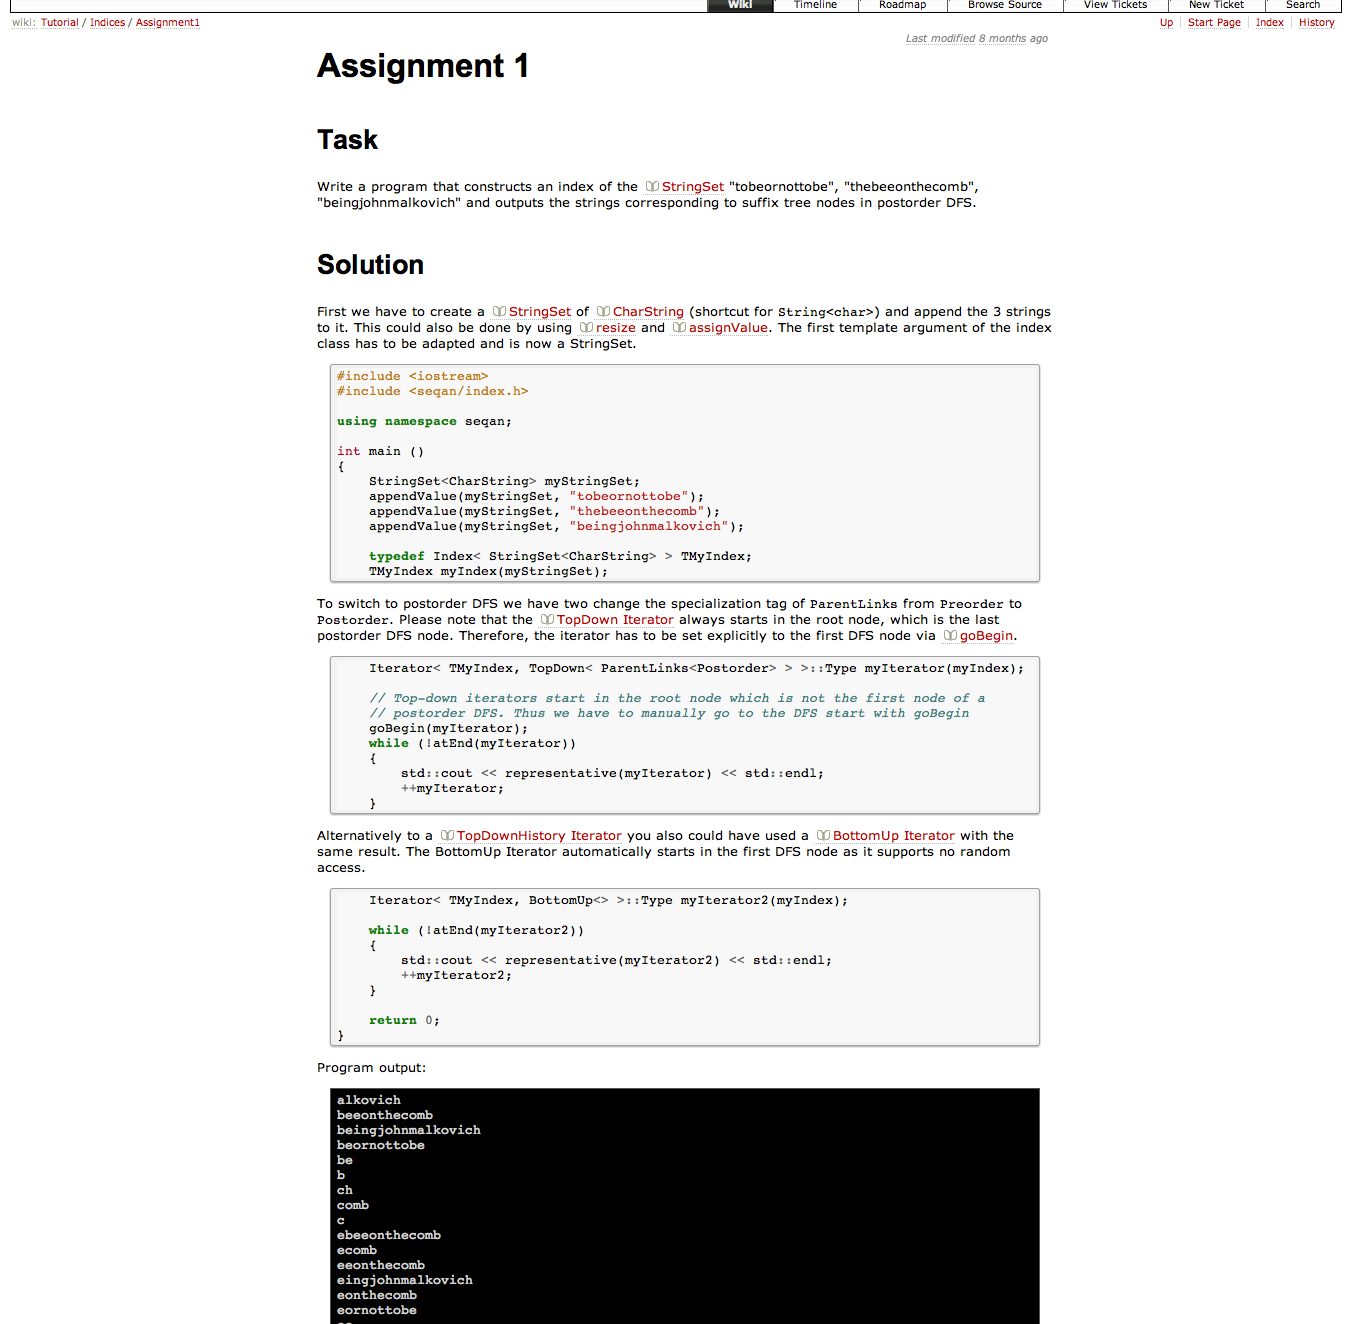 Wiki Timeline Roadmap Browse Source View Tickets New Ticket Search
wiki: Tutorial / Indices / Assignment1
Up Start Page Index History
Last modified 8 months ago
Assignment 1
Task
Write a program that constructs an index of the StringSet "tobeornottobe", "thebeeonthecomb",
"beingjohnmalkovich" and outputs the strings corresponding to suffix tree nodes in postorder DFS.
Solution
First we have to create a StringSet of CharString (shortcut for String<char>) and append the 3 strings
to it. This could also be done by using resize and assignValue. The first template argument of the index
class has to be adapted and is now a StringSet.
#include <iostream>
#include <seqan/index.h>
using namespace seqan;
int main ()
{
StringSet<CharString> myStringSet;
appendValue(myStringSet, "tobeornottobe");
appendValue(myStringSet, "thebeeonthecomb");
appendValue(myStringSet, "beingjohnmalkovich");
typedef Index< StringSet<CharString> > TMyIndex;
TMyIndex myIndex(myStringSet);
To switch to postorder DFS we have two change the specialization tag of ParentLinks from Preorder to
Postorder. Please note that the TopDown Iterator always starts in the root node, which is the last
postorder DFS node. Therefore, the iterator has to be set explicitly to the first DFS node via goBegin.
Iterator< TMyIndex, TopDown< ParentLinks<Postorder> > >::Type myIterator(myIndex);
// Top-down iterators start in the root node which is not the first node of a
// postorder DFS. Thus we have to manually go to the DFS start with goBegin
goBegin(myIterator);
while (!atEnd(myIterator))
{
std::cout << representative(myIterator) << std::endl;
++myIterator;
}
Alternatively to a TopDownHistory Iterator you also could have used a BottomUp Iterator with the
same result. The BottomUp Iterator automatically starts in the first DFS node as it supports no random
access.
Iterator< TMyIndex, BottomUp<> >::Type myIterator2(myIndex);
while (!atEnd(myIterator2))
{
std::cout << representative(myIterator2) << std::endl;
++myIterator2;
}
return 0;
}
Program output:
alkovich
beeonthecomb
beingjohnmalkovich
beornottobe
be
b
ch
comb
c
ebeeonthecomb
ecomb
eeonthecomb
eingjohnmalkovich
eonthecomb
eornottobe